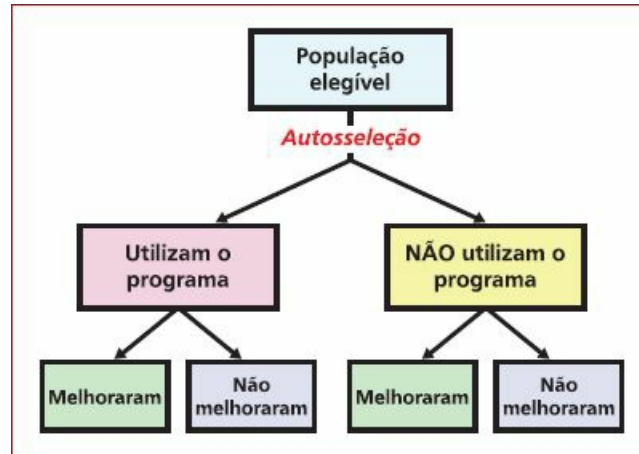 População
elegível
Autosseleção
Utilizam o
programa
NÃO utilizam o
programa
Melhoraram
Não
melhoraram
Melhoraram
Não
melhoraram